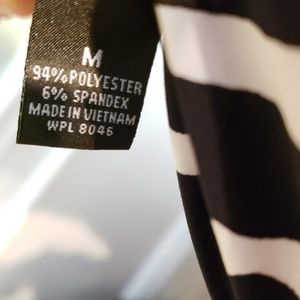 M
94% POLYESTER
6% SPANDEX
MADE IN VIETNAM
WPL 8046